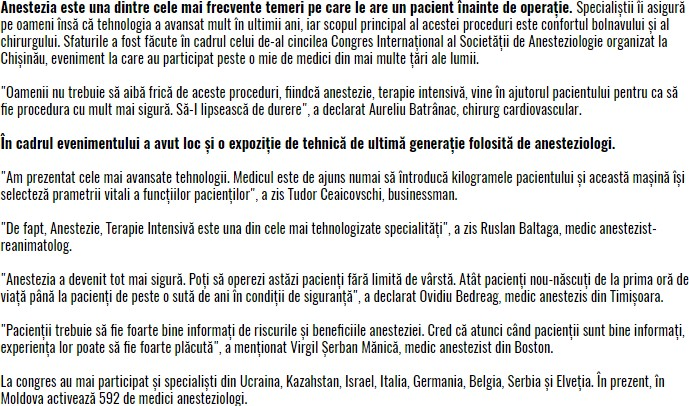 Anestezia este una dintre cele mai frecvente temeri pe care le are un pacient înainte de operație. Specialiștii îi asigură
pe oameni însă că tehnologia a avansat mult în ultimii ani, iar scopul principal al acestei proceduri este confortul bolnavului și al
chirurgului. Sfaturile a fost făcute în cadrul celui de-al cincilea Congres Internațional al Societății de Anesteziologie organizat la
Chișinău, eveniment la care au participat peste o mie de medici din mai multe țări ale lumii.
"Oamenii nu trebuie să aibă frică de aceste proceduri, fiindcă anestezie, terapie intensivă, vine în ajutorul pacientului pentru ca să
fie procedura cu mult mai sigură. Să-l lipsească de durere", a declarat Aureliu Batrânac, chirurg cardiovascular.
În cadrul evenimentului a avut loc și o expoziție de tehnică de ultimă generație folosită de anesteziologi.
"Am prezentat cele mai avansate tehnologii. Medicul este de ajuns numai să întroducă kilogramele pacientului și această mașină își
selecteză prametrii vitali a funcțiilor pacienților", a zis Tudor Ceaicovschi, businessman.
"De fapt, Anestezie, Terapie Intensivă este una din cele mai tehnologizate specialități", a zis Ruslan Baltaga, medic anestezist-
reanimatolog.
"Anestezia a devenit tot mai sigură. Poți să operezi astăzi pacienți fără limită de vârstă. Atât pacienți nou-născuți de la prima oră de
viață până la pacienți de peste o sută de ani în condiții de siguranță", a declarat Ovidiu Bedreag, medic anestezis din Timișoara.
"Pacienții trebuie să fie foarte bine informați de riscurile și beneficiile anesteziei. Cred că atunci când pacienții sunt bine informați,
experiența lor poate să fie foarte plăcută", a menționat Virgil Șerban Mănică, medic anestezist din Boston.
La congres au mai participat și specialiști din Ucraina, Kazahstan, Israel, Italia, Germania, Belgia, Serbia și Elveția. În prezent, în
Moldova activează 592 de medici anesteziologi.